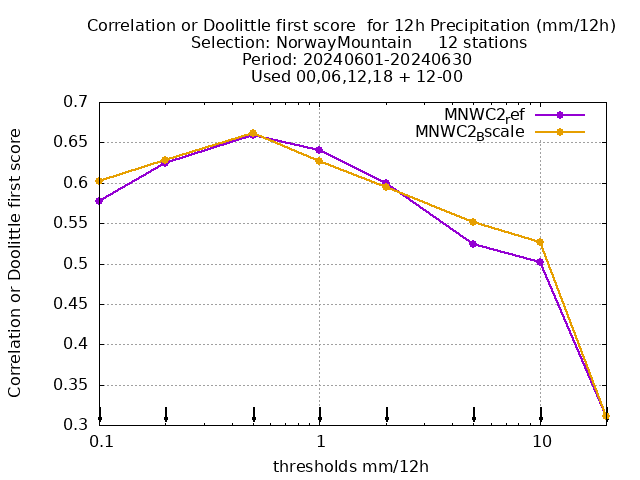 Correlation or Doolittle first score  for 12h Precipitation (mm/12h)
Selection: NorwayMountain     12 stations
Period: 20240601-20240630
Used 00,06,12,18 + 12-00
MNWC2ref
MNWC2Bscale
0.7
0.65
0.6
0.55
0.5
0.45
0.4
0.35
0.3
Correlation or Doolittle first score
0.1 1 10
thresholds mm/12h